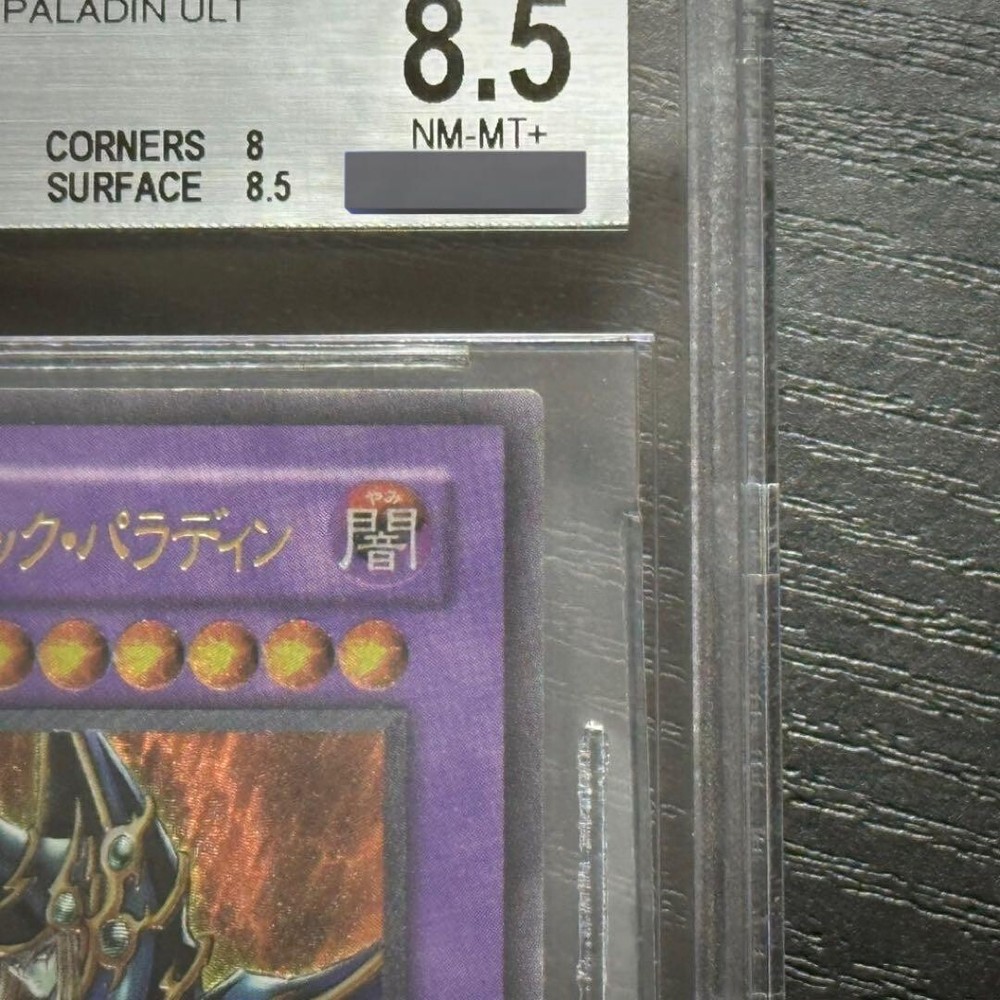 PALADIN ULT
8.5
NM-MT+
CORNERS 8
SURFACE 8.5
ック・パラディン
やみ
闇